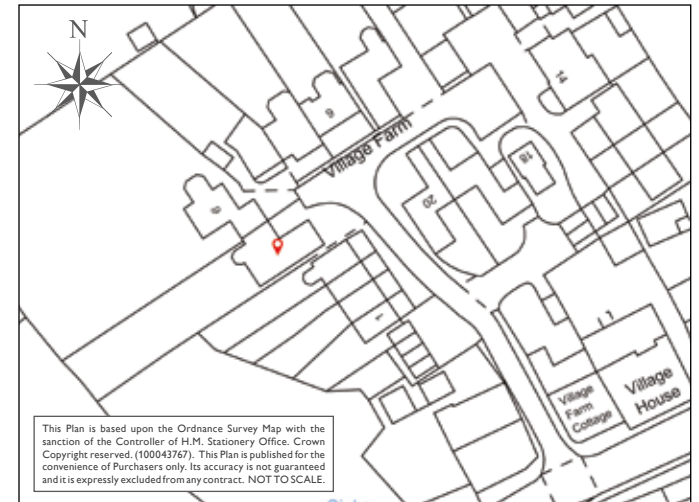 N
14
9
Village Farm
18
20
6
1
Village
Farm
Cottage
Village
House
This Plan is based upon the Ordnance Survey Map with the
sanction of the Controller of H.M. Stationery Office. Crown
Copyright reserved. (100043767). This Plan is published for the
convenience of Purchasers only. Its accuracy is not guaranteed
and it is expressly excluded from any contract. NOT TO SCALE.